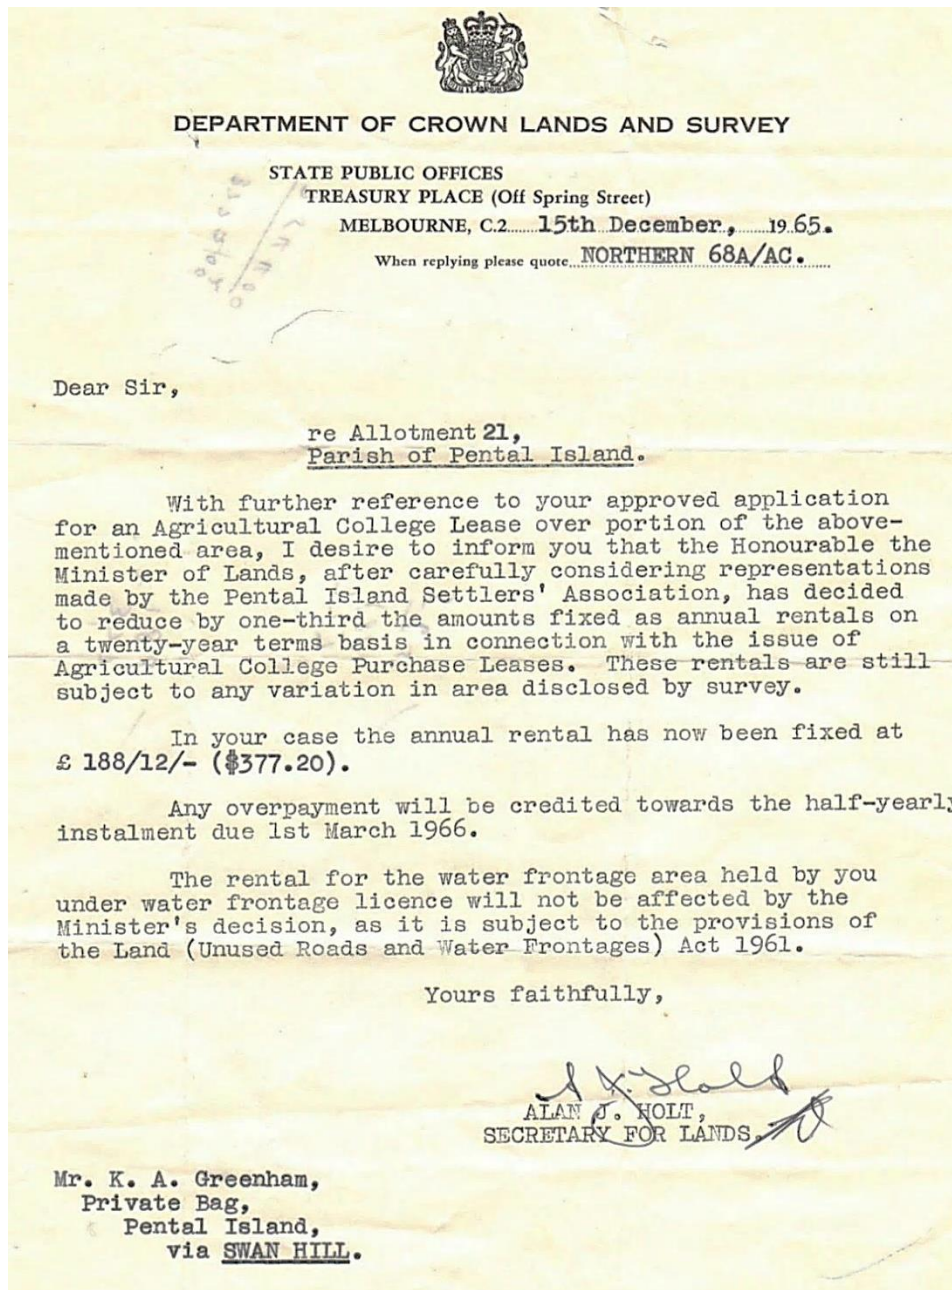 DEPARTMENT OF CROWN LANDS AND SURVEY
STATE PUBLIC OFFICES
TREASURY PLACE (Off Spring Street)
MELBOURNE, C.2. 15th December, 1965.
When replying please quote NORTHERN 68A/AC.
Dear Sir,
re Allotment 21,
Parish of Pental Island.
With further reference to your approved application
for an Agricultural College Lease over portion of the above-
mentioned area, I desire to inform you that the Honourable the
Minister of Lands, after carefully considering representations
made by the Pental Island Settlers' Association, has decided
to reduce by one-third the amounts fixed as annual rentals on
a twenty-year terms basis in connection with the issue of
Agricultural College Purchase Leases. These rentals are still
subject to any variation in area disclosed by survey.
In your case the annual rental has now been fixed at
£ 188/12/- ($377.20).
Any overpayment will be credited towards the half-yearly
instalment due 1st March 1966.
The rental for the water frontage area held by you
under water frontage licence will not be affected by the
Minister's decision, as it is subject to the provisions of
the Land (Unused Roads and Water Frontages) Act 1961.
Yours faithfully,
A J. Holt
ALAN J. HOLT,
SECRETARY FOR LANDS.
Mr. K. A. Greenham,
Private Bag,
Pental Island,
via SWAN HILL.